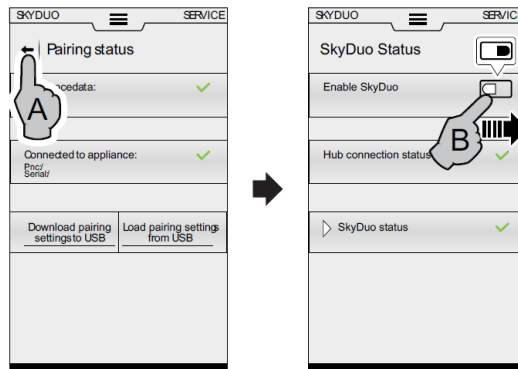 SKYDUO SERVICE
Pairing status
cedata:
Connected to appliance:
Pnc/
Serial/
Download pairing
settings to USB
Load pairing settings
from USB
A
SKYDUO SERVIC
SkyDuo Status
Enable SkyDuo
B
Hub connection status
SkyDuo status